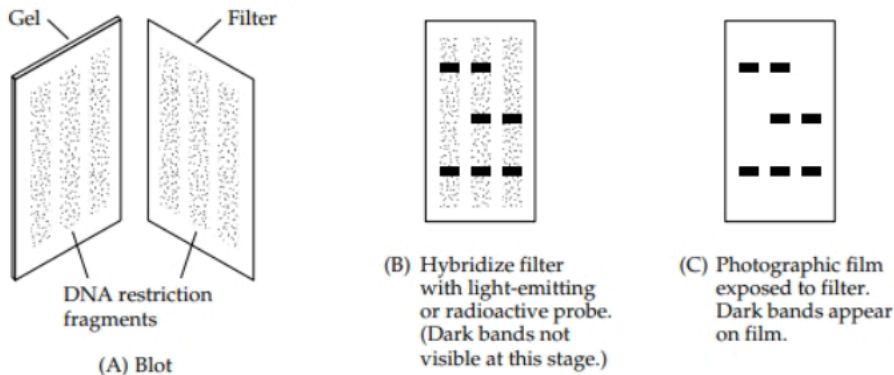 Gel
Filter
DNA restriction
fragments
(A) Blot
(B) Hybridize filter
with light-emitting
or radioactive probe.
(Dark bands not
visible at this stage.)
(C) Photographic film
exposed to filter.
Dark bands appear
on film.